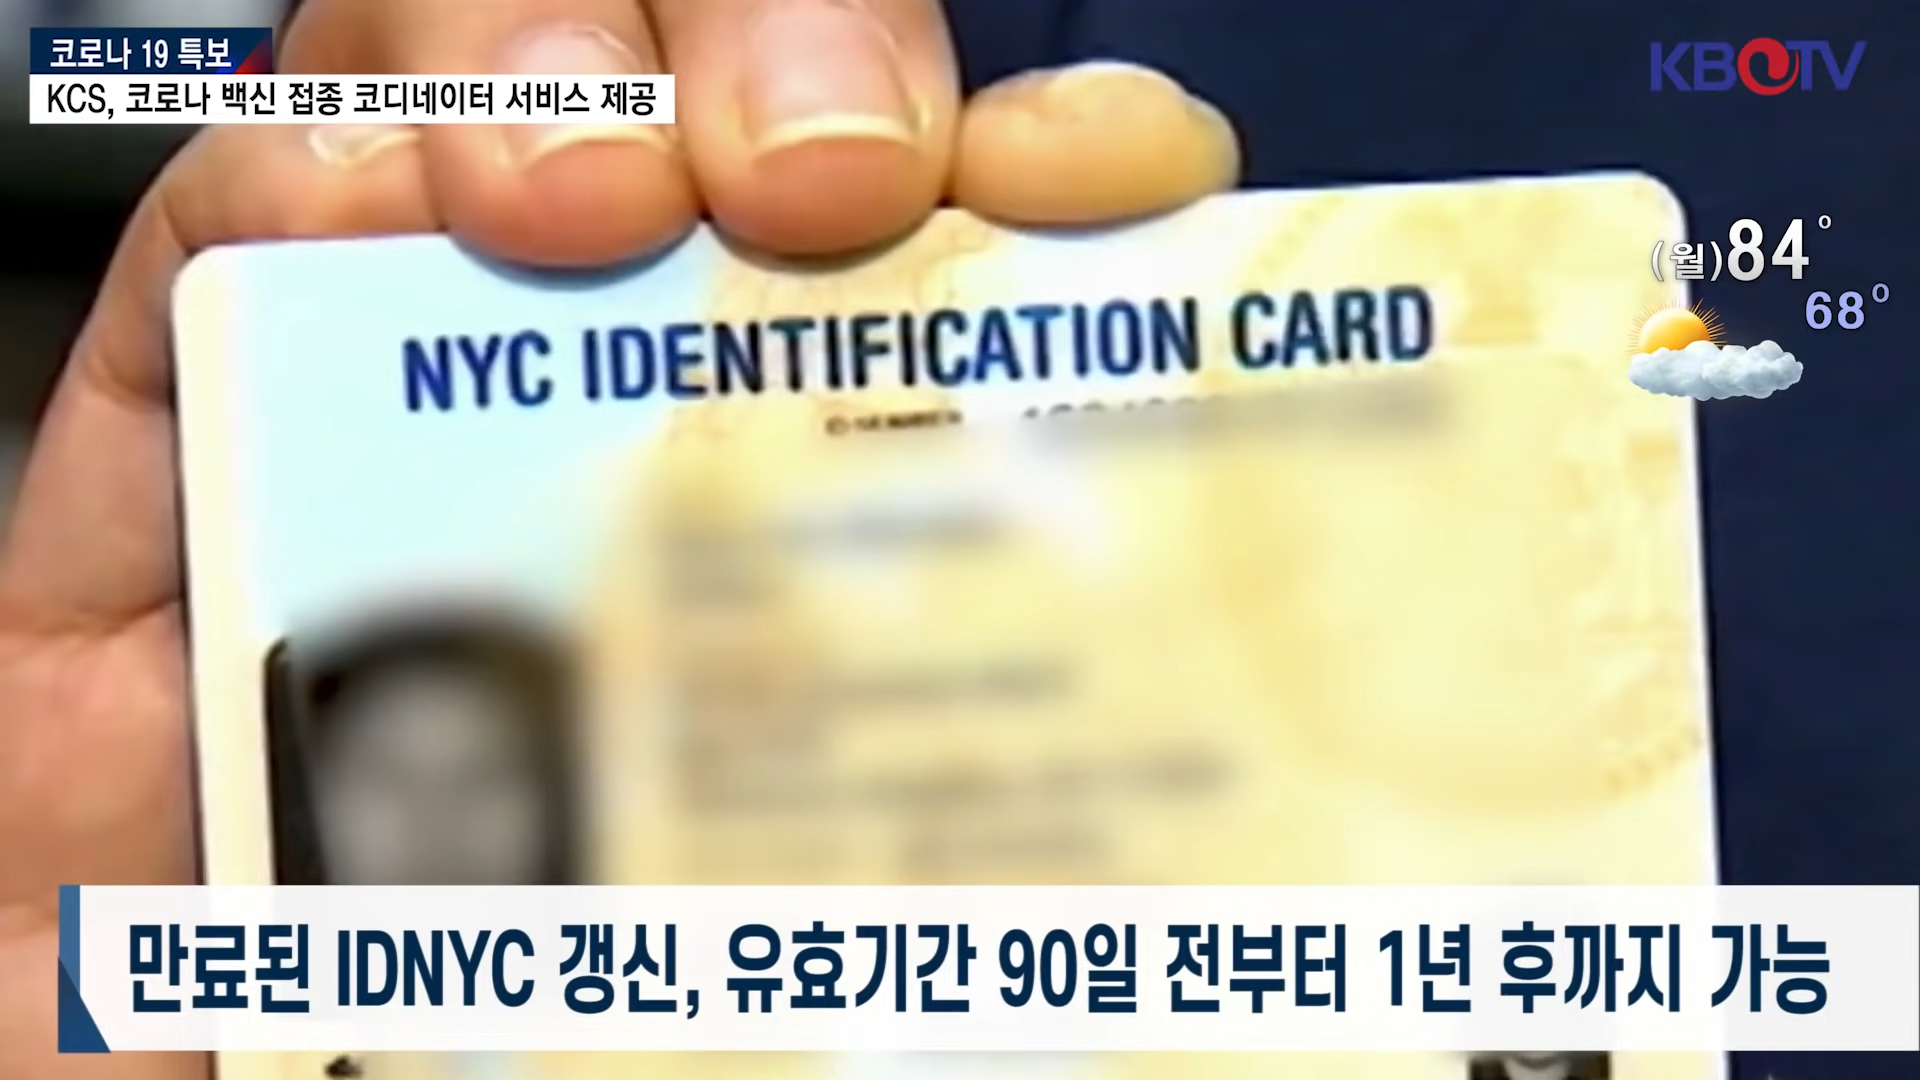 코로나 19 특보
KCS, 코로나 백신 접종 코디네이터 서비스 제공
KBTV
(월)84°
68°
NYC IDENTIFICATION CARD
만료된 IDNYC 갱신, 유효기간 90일 전부터 1년 후까지 가능